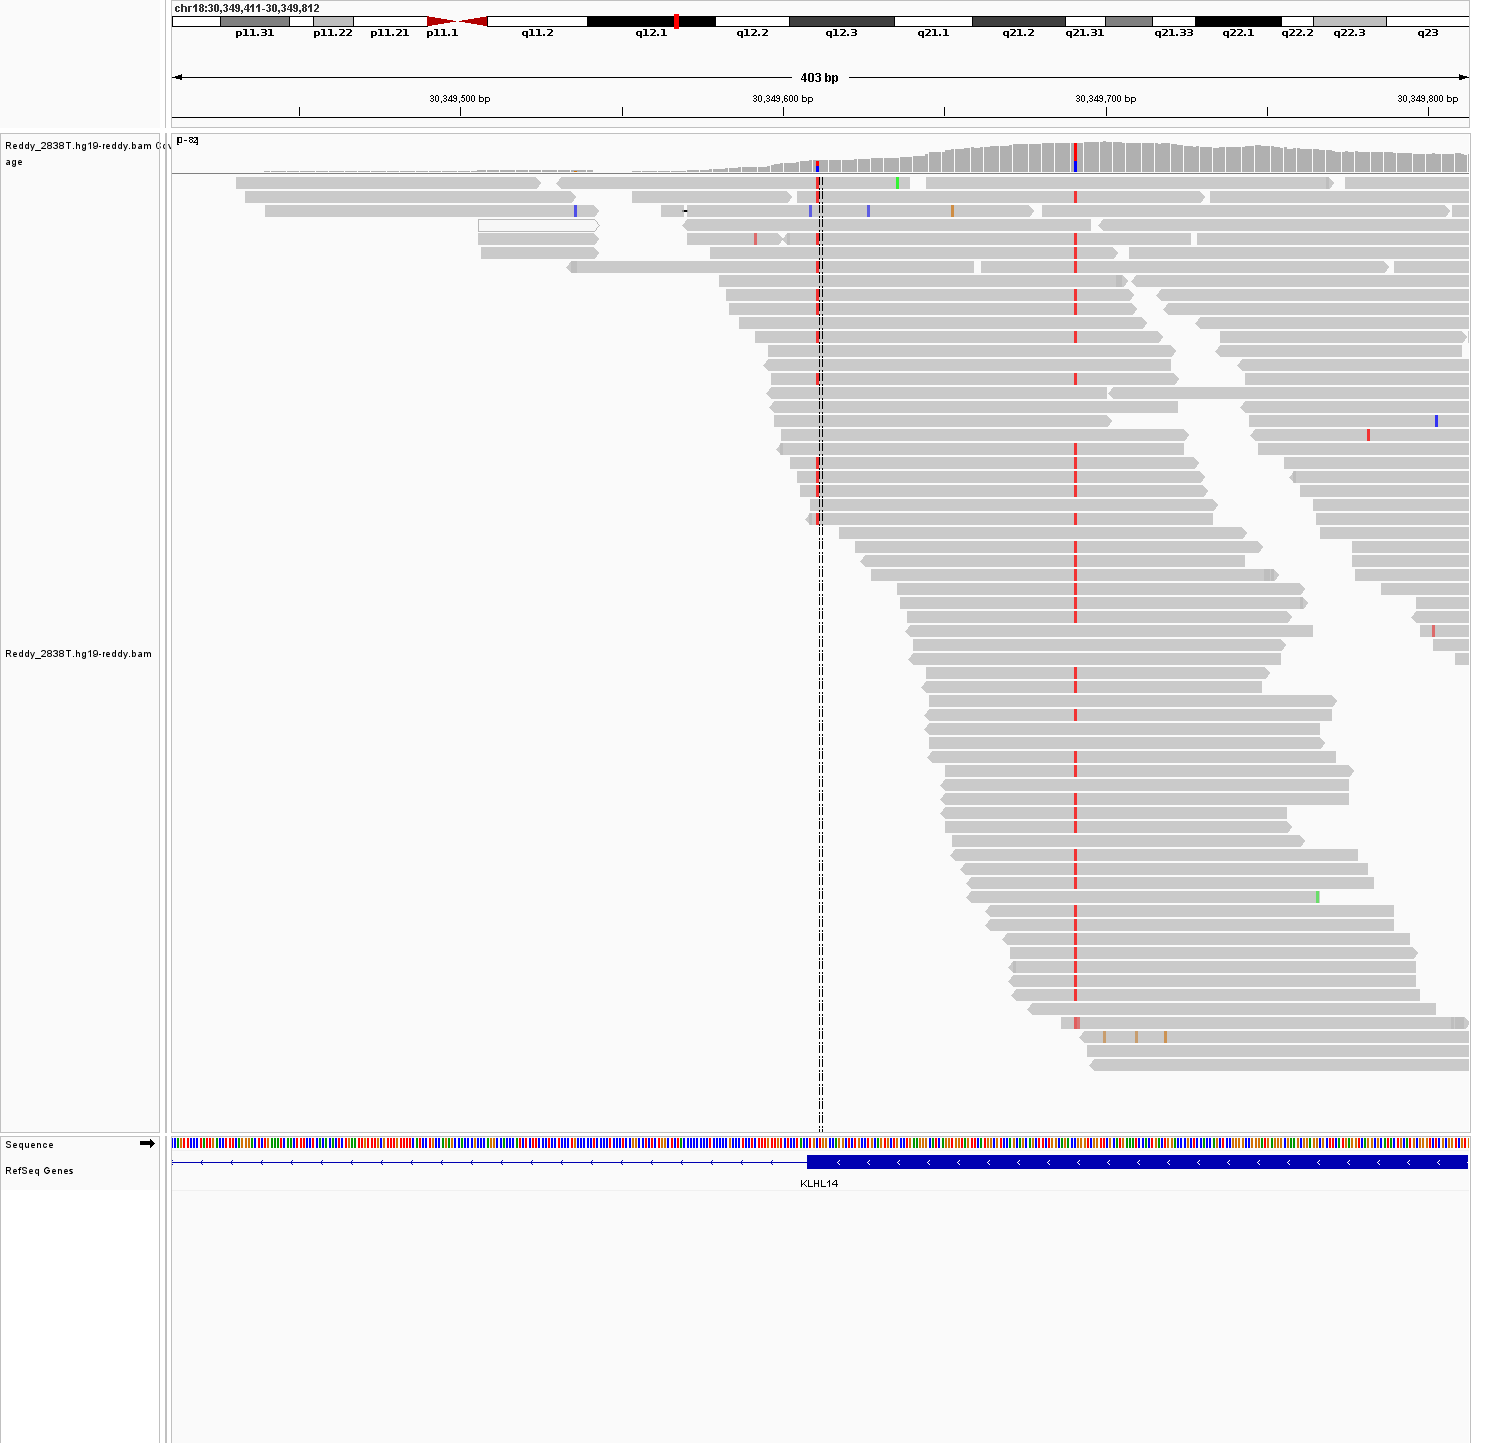 chr18:30,349,411-30,349,812
p11.31 p11.22 p11.21 p11.1 q11.2 q12.1 q12.2 q12.3 q21.1 q21.2 q21.31 q21.33 q22.1 q22.2 q22.3 q23
403 bp
30,349,500 bp 30,349,600 bp 30,349,700 bp 30,349,800 bp
[0-82]
Reddy_2838T.hg19-reddy.bam Cov
age
Reddy_2838T.hg19-reddy.bam
Sequence
RefSeq Genes
KLHL14